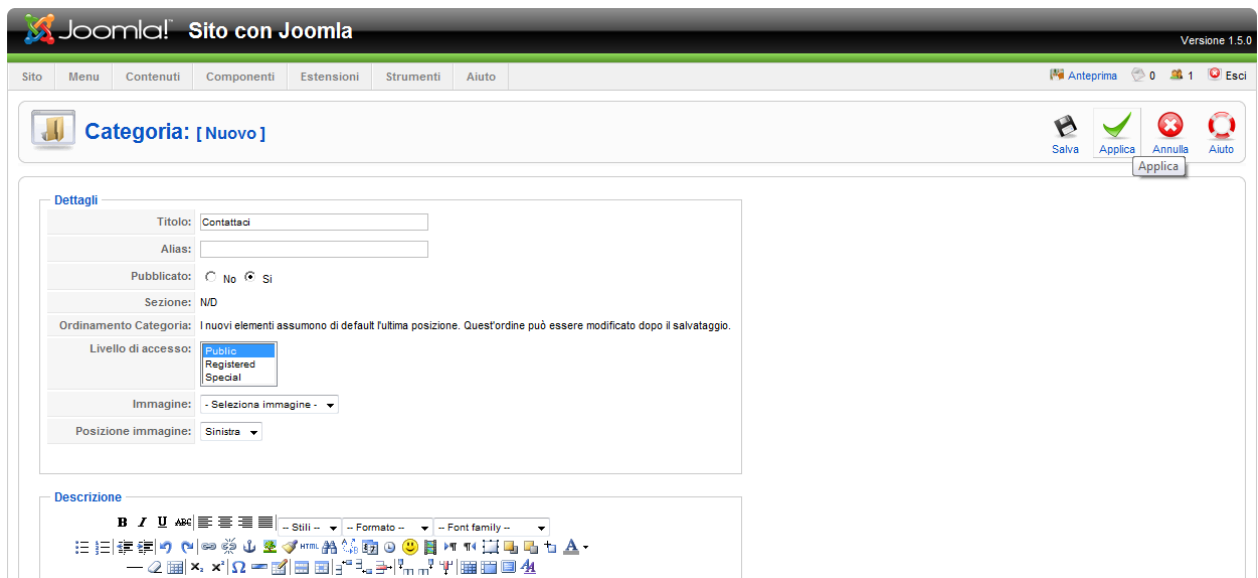 Joomla!™ Sito con Joomla
Versione 1.5.0
Sito Menu Contenuti Componenti Estensioni Strumenti Aiuto Anteprima 0 1 Esci
Categoria: [ Nuovo ]
Salva Applica Annulla Aiuto
Applica
Dettagli
Titolo: Contattaci
Alias:
Pubblicato: No Si
Sezione: N/D
Ordinamento Categoria: I nuovi elementi assumono di default l'ultima posizione. Quest'ordine può essere modificato dopo il salvataggio.
Livello di accesso: Public
Registered
Special
Immagine: - Seleziona immagine -
Posizione immagine: Sinistra
Descrizione
B I U ABC -- Stili -- -- Formato -- -- Font family --
HTML